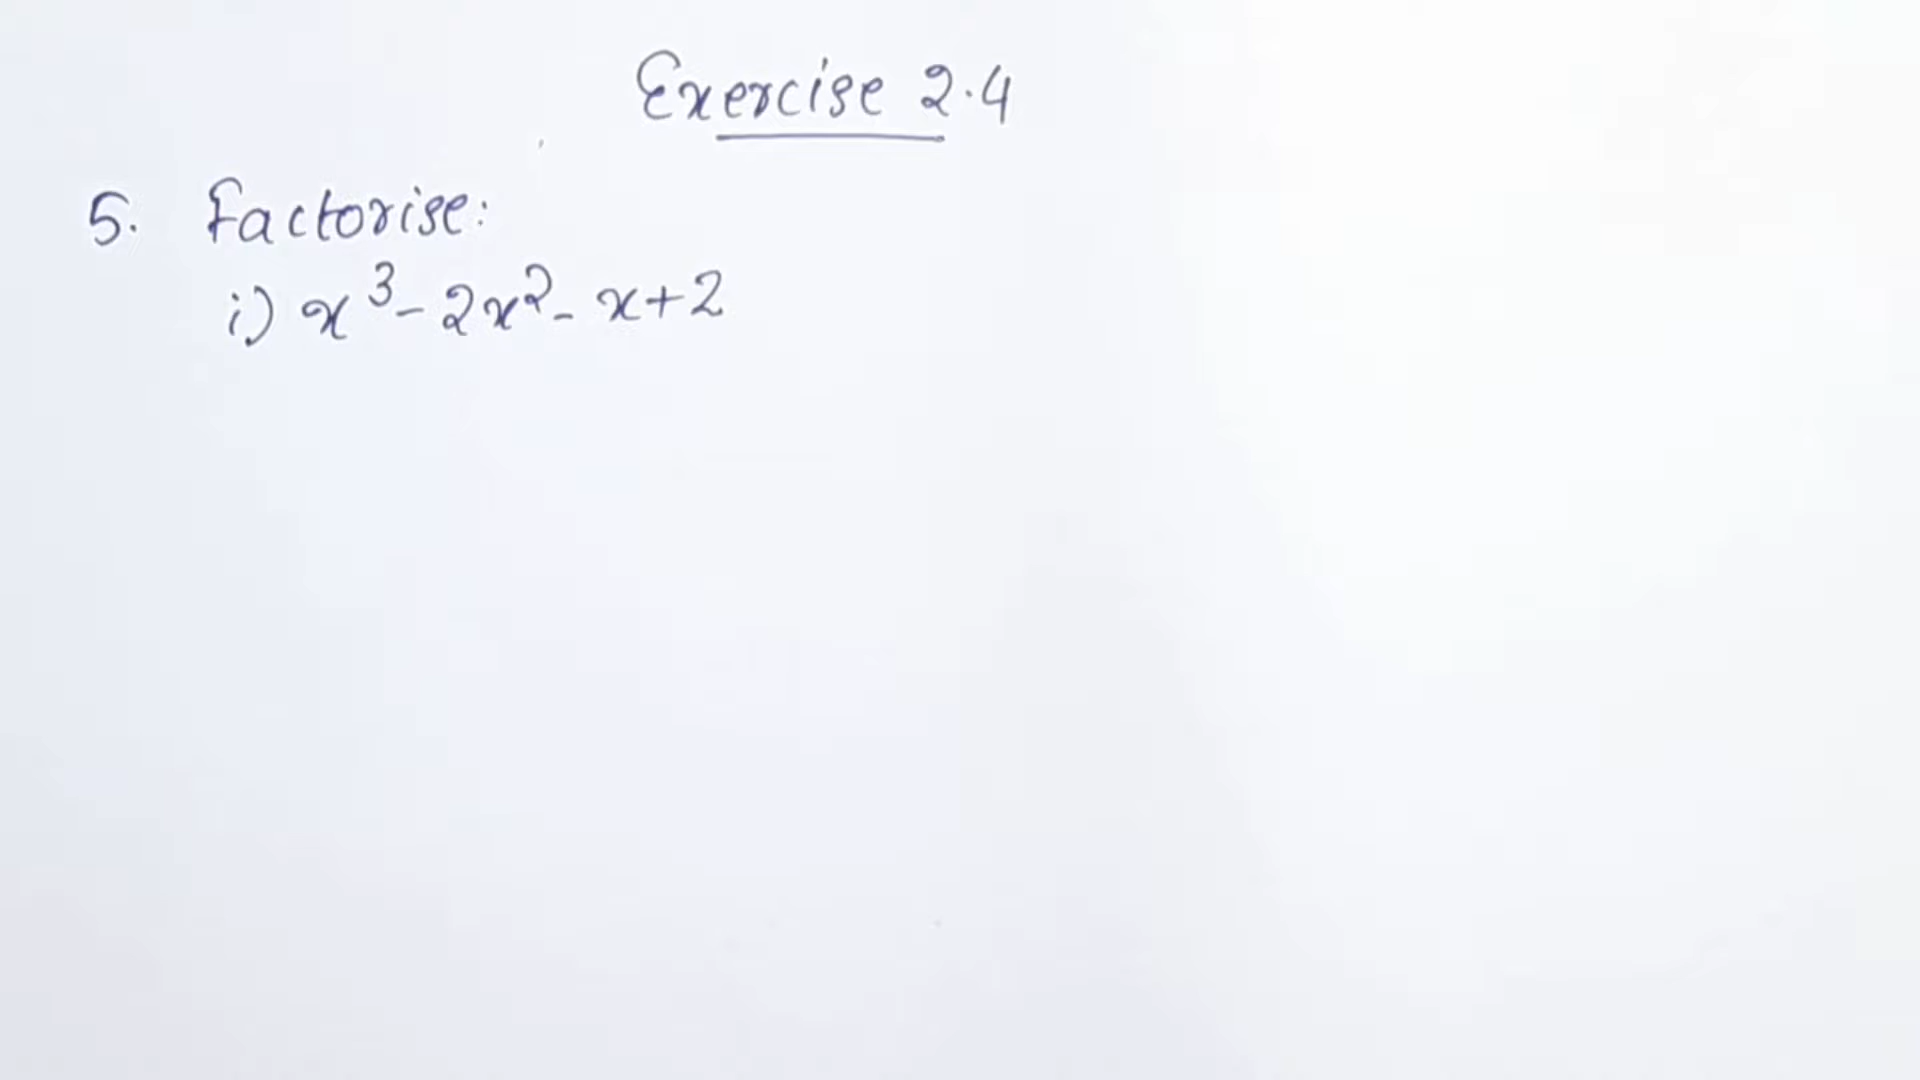 Exercise 2.4
5. Factorise:
i) x³ - 2x² - x + 2